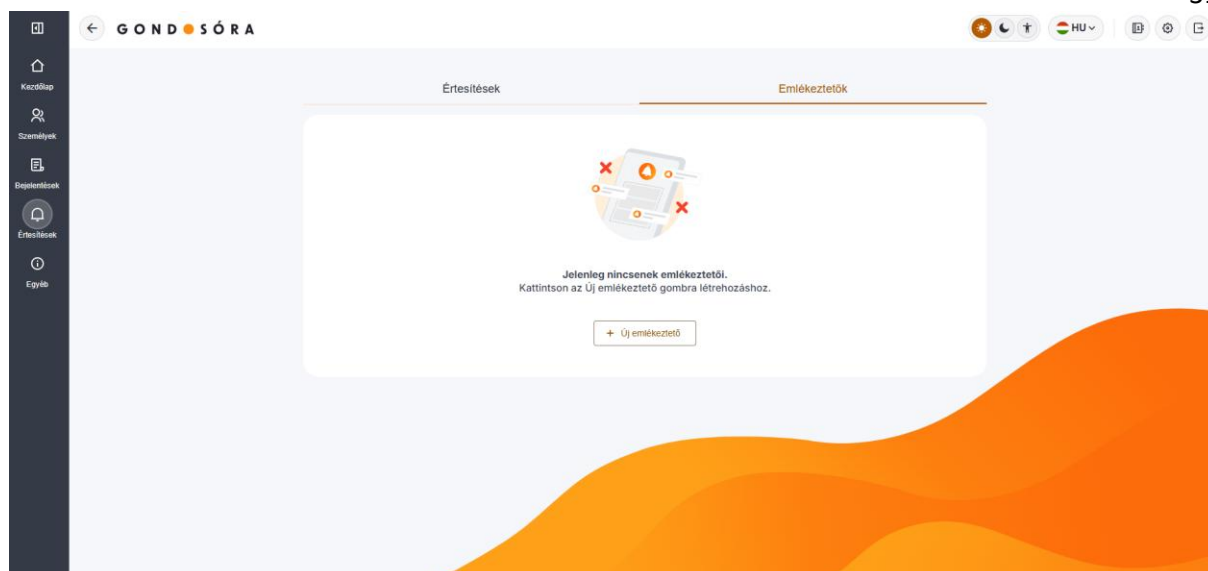 GONDOSÓRA
HU
Kezdőlap
Személyek
Bejelentések
Értesítések
Egyéb
Értesítések
Emlékeztetők
Jelenleg nincsenek emlékeztetői.
Kattintson az Új emlékeztető gombra létrehozáshoz.
+ Új emlékeztető